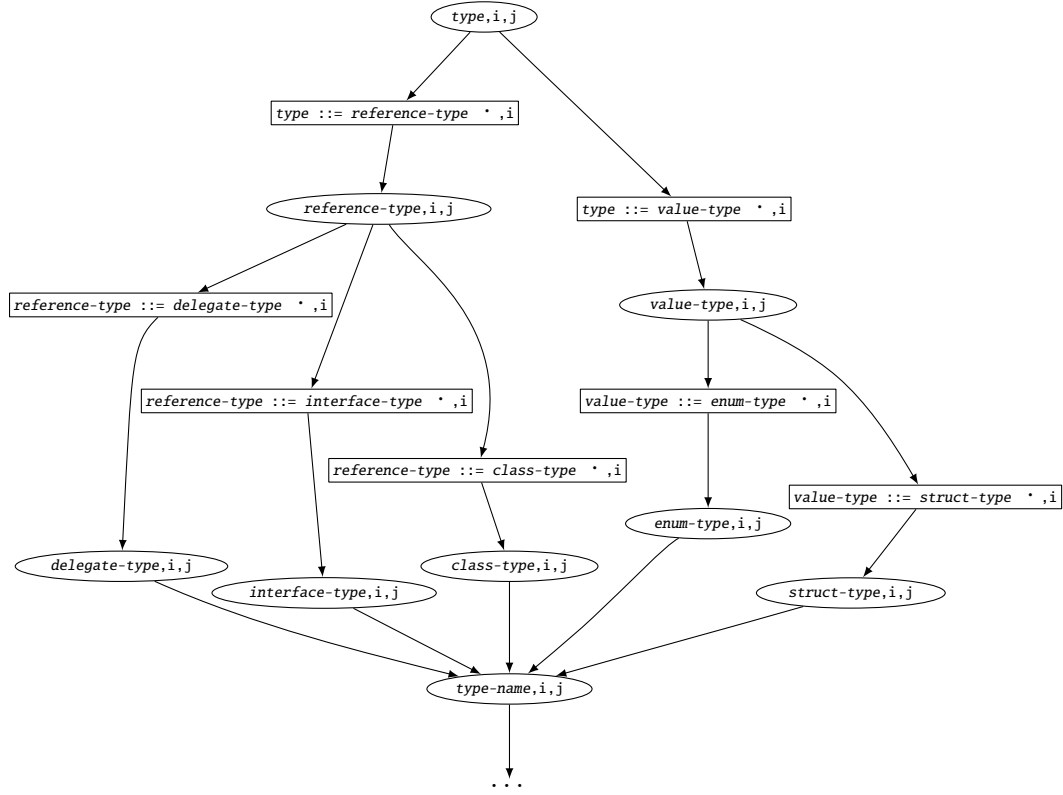 type,i,j
type ::= reference-type · ,i
reference-type,i,j
type ::= value-type · ,i
reference-type ::= delegate-type · ,i
value-type,i,j
reference-type ::= interface-type · ,i
value-type ::= enum-type · ,i
reference-type ::= class-type · ,i
value-type ::= struct-type · ,i
enum-type,i,j
delegate-type,i,j
class-type,i,j
interface-type,i,j
struct-type,i,j
type-name,i,j
...